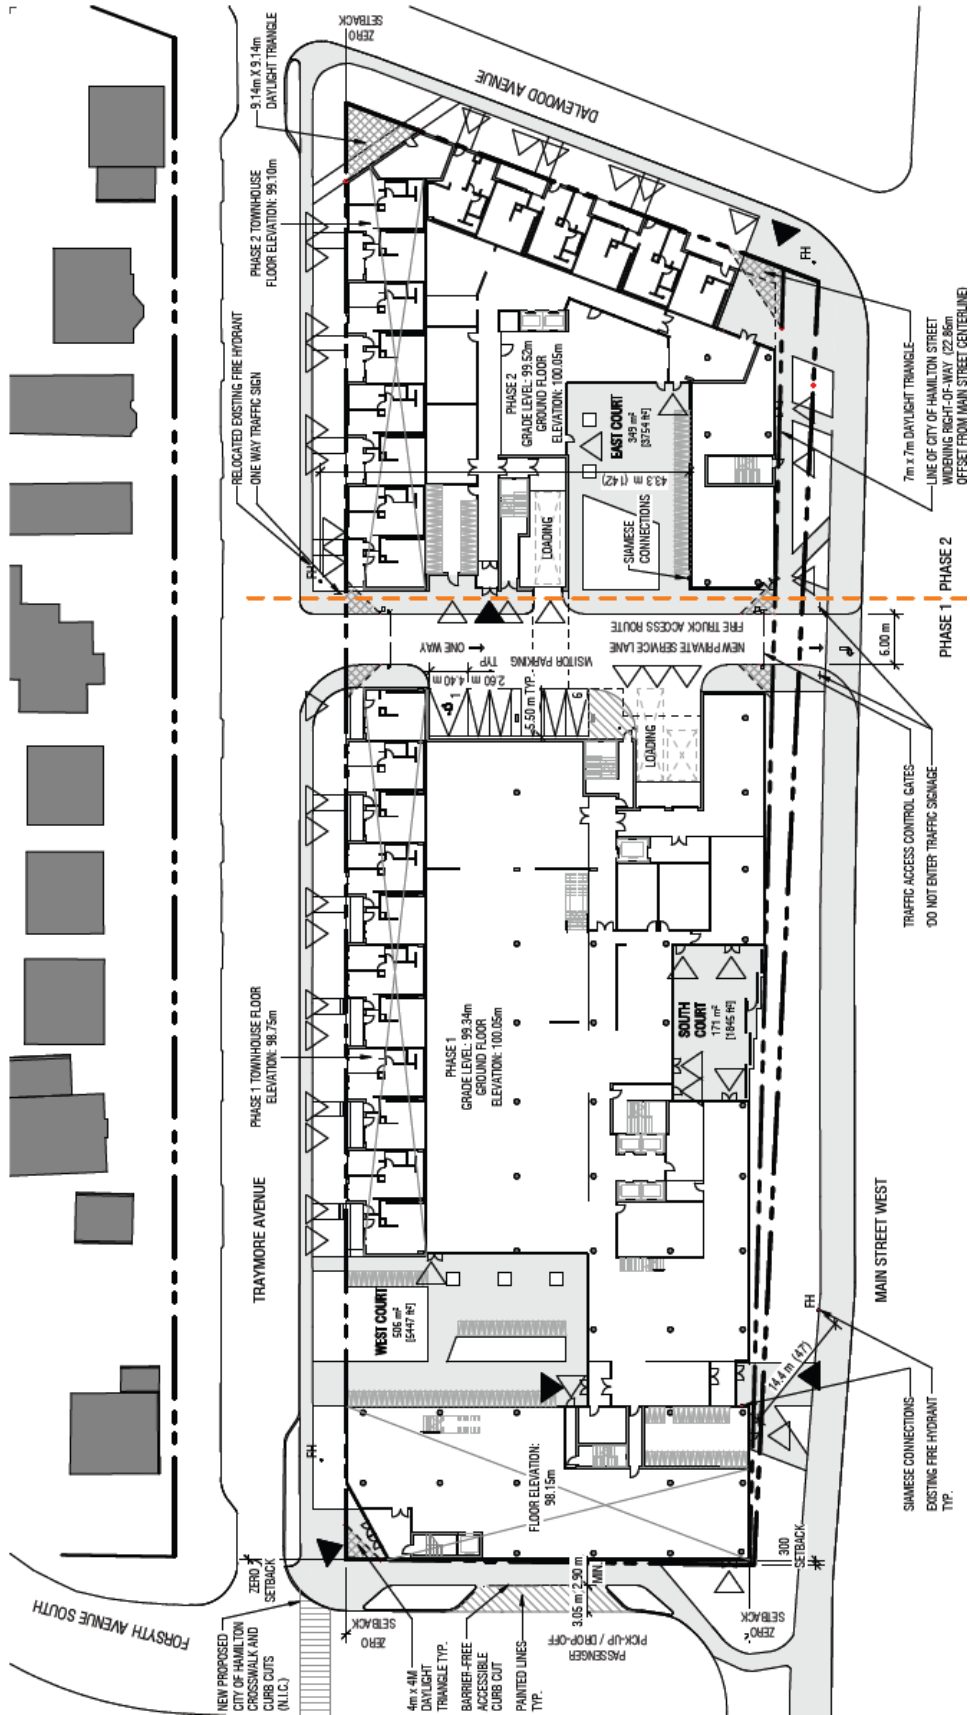 ZERO
SETBACK
9.14m X 9.14m
DAYLIGHT TRIANGLE
DALEWOOD AVENUE
PHASE 2 TOWNHOUSE
FLOOR ELEVATION: 99.10m
RELOCATED EXISTING FIRE HYDRANT
ONE WAY TRAFFIC SIGN
FH
FH
PHASE 2
GRADE LEVEL: 99.52m
GROUND FLOOR
ELEVATION: 100.05m
EAST COURT
349 m²
[3754 ft²]
43.3 m (142')
SIAMESE
CONNECTIONS
LOADING
7m x 7m DAYLIGHT TRIANGLE
LINE OF CITY OF HAMILTON STREET
WIDENING RIGHT-OF-WAY (22.86m
OFFSET FROM MAIN STREET CENTERLINE)
PHASE 1 PHASE 2
FIRE TRUCK ACCESS ROUTE
NEW PRIVATE SERVICE LANE
ONE WAY
VISITOR PARKING
TYP
2.60 m
4.40 m
5.50 m TYP.
1
6
6.00 m
LOADING
TRAFFIC ACCESS CONTROL GATES
'DO NOT ENTER TRAFFIC SIGNAGE
PHASE 1 TOWNHOUSE FLOOR
ELEVATION: 98.75m
PHASE 1
GRADE LEVEL: 99.34m
GROUND FLOOR
ELEVATION: 100.05m
SOUTH
COURT
171 m²
[1845 ft²]
TRAYMORE AVENUE
MAIN STREET WEST
WEST COURT
506 m²
[5447 ft²]
FH
14.4 m (47')
SIAMESE CONNECTIONS
EXISTING FIRE HYDRANT
TYP.
FH
FLOOR ELEVATION:
98.15m
ZERO
SETBACK
300
SETBACK
3.05 m
2.90 m
MIN.
FORSYTH AVENUE SOUTH
NEW PROPOSED
CITY OF HAMILTON
CROSSWALK AND
CURB CUTS
(N.I.C.)
ZERO
SETBACK
4m x 4M
DAYLIGHT
TRIANGLE TYP.
BARRIER-FREE
ACCESSIBLE
CURB CUT
PAINTED LINES
TYP.
PASSENGER
PICK-UP / DROP-OFF
ZERO
SETBACK